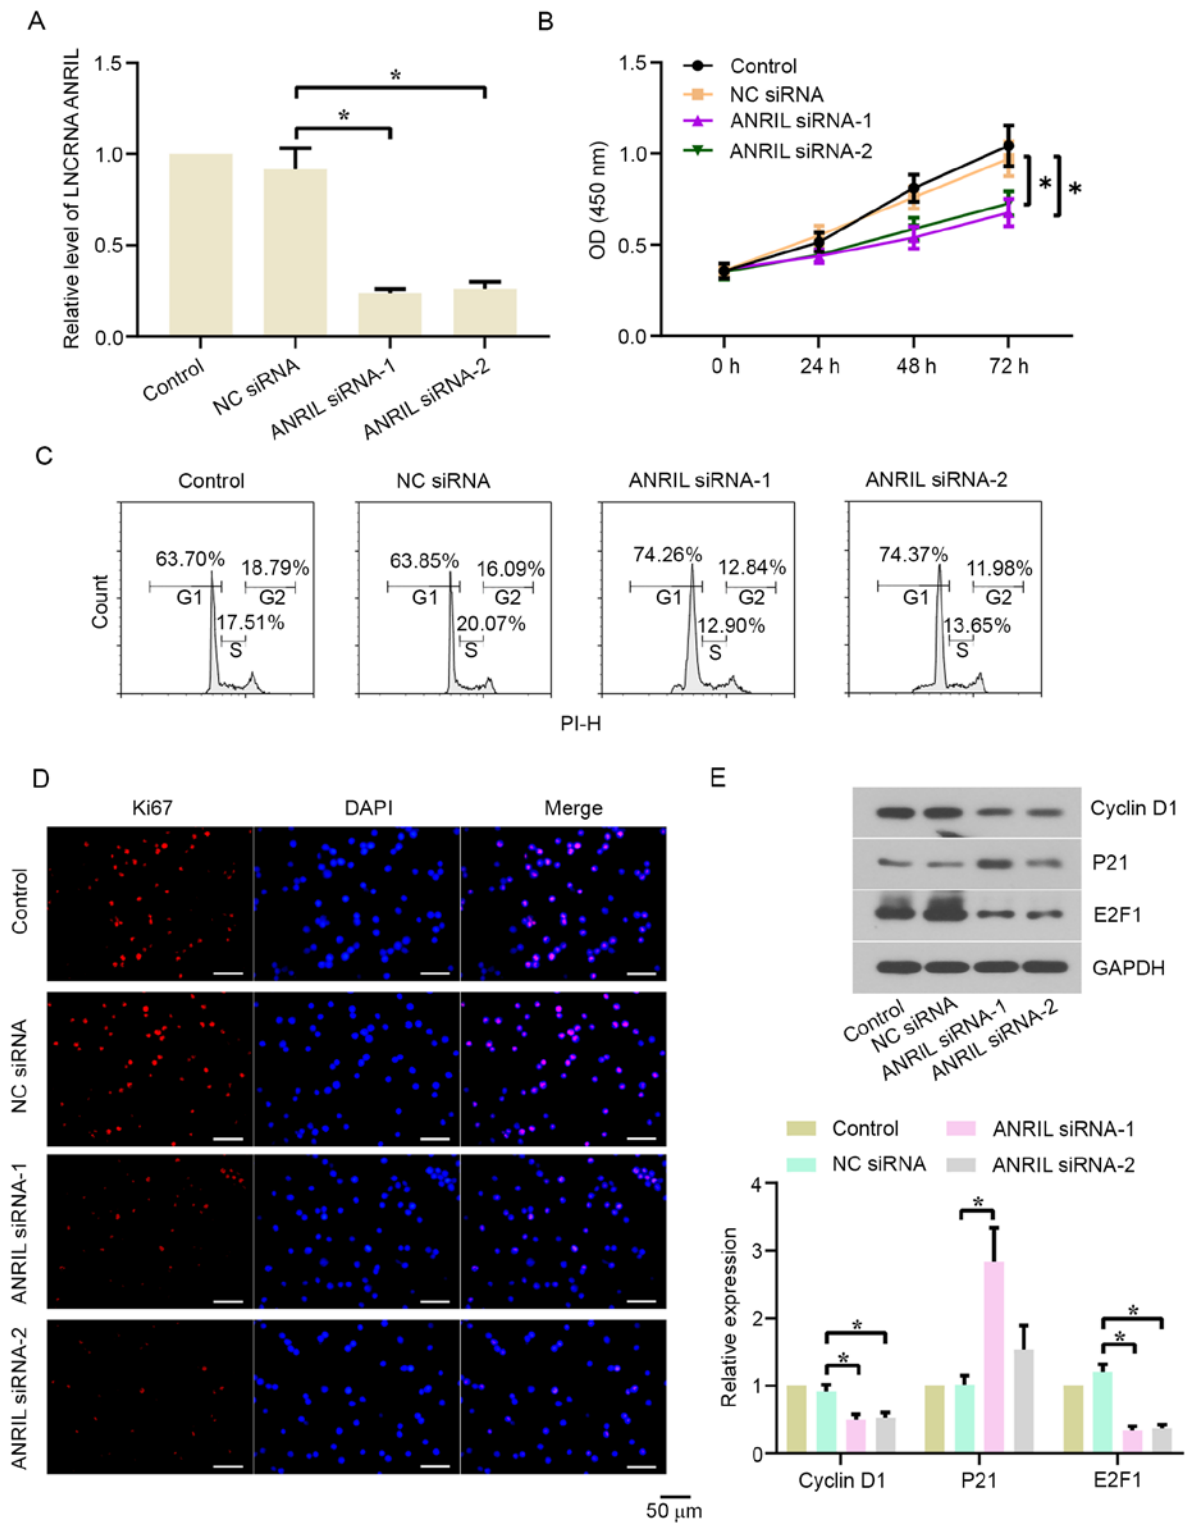 A
Relative level of LNCRNA ANRIL
1.5
1.0
0.5
0.0
*
*
Control
NC siRNA
ANRIL siRNA-1
ANRIL siRNA-2
B
OD (450 nm)
1.5
1.0
0.5
0.0
Control
NC siRNA
ANRIL siRNA-1
ANRIL siRNA-2
* *
0 h 24 h 48 h 72 h
C
Control NC siRNA ANRIL siRNA-1 ANRIL siRNA-2
Count
63.70% 18.79%
G1 G2
17.51%
S
63.85% 16.09%
G1 G2
20.07%
S
74.26% 12.84%
G1 G2
12.90%
S
74.37% 11.98%
G1 G2
13.65%
S
PI-H
D
Ki67 DAPI Merge
Control
NC siRNA
ANRIL siRNA-1
ANRIL siRNA-2
50 μm
E
Cyclin D1
P21
E2F1
GAPDH
Control
NC siRNA
ANRIL siRNA-1
ANRIL siRNA-2
Control ANRIL siRNA-1
NC siRNA ANRIL siRNA-2
Relative expression
4
3
2
1
0
*
*
*
*
*
Cyclin D1 P21 E2F1